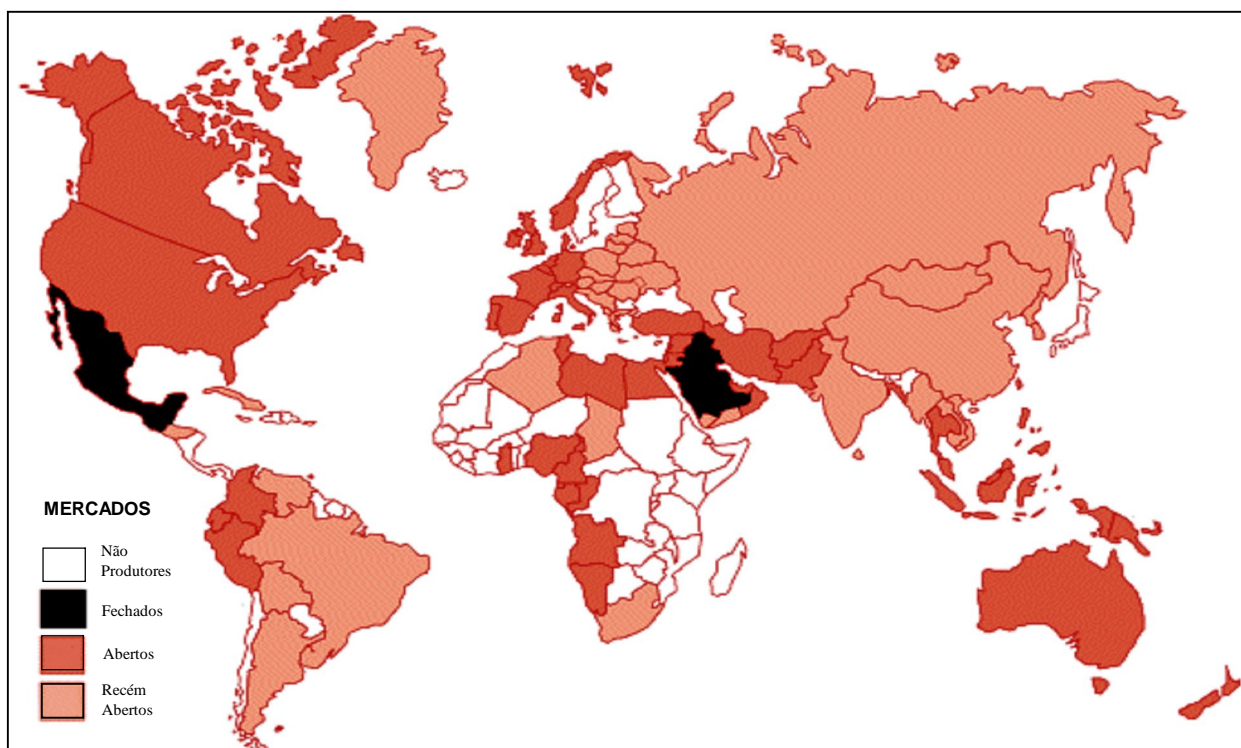 MERCADOS
Não
Produtores
Fechados
Abertos
Recém
Abertos